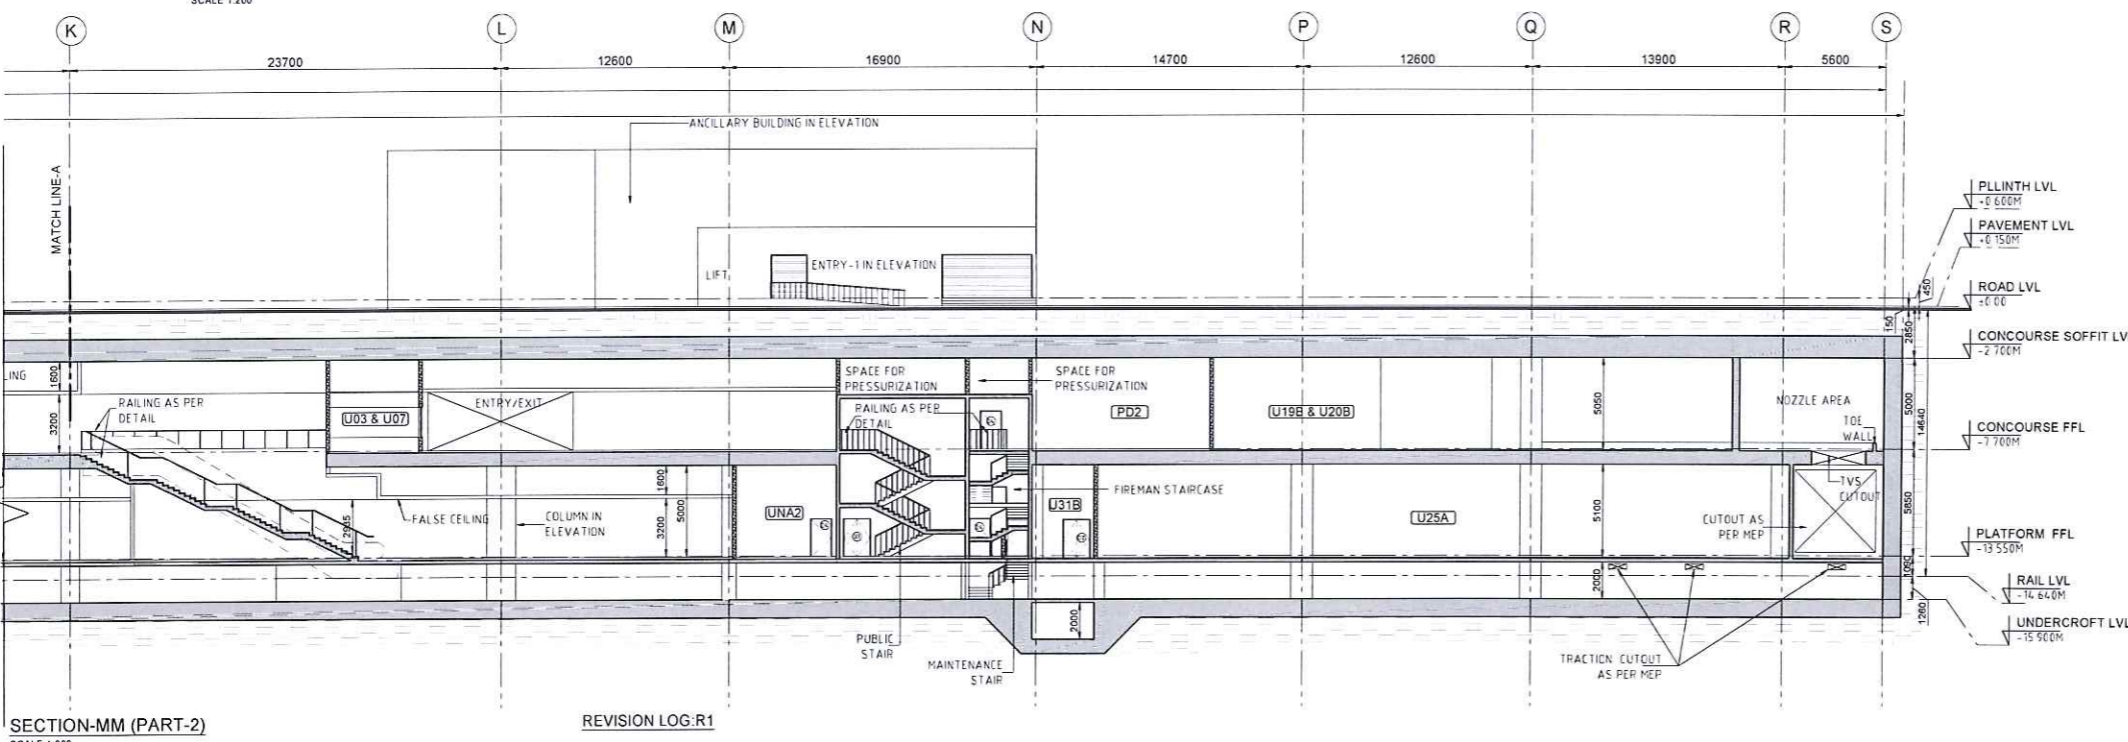 SCALE 1:200
K
L
M
N
P
Q
R
S
23700
12600
16900
14700
12600
13900
5600
ANCILLARY BUILDING IN ELEVATION
MATCH LINE-A
LIFT
ENTRY-1 IN ELEVATION
PLLINTH LVL
+0.600M
PAVEMENT LVL
+0.150M
450
ROAD LVL
±0.00
150
2850
CONCOURSE SOFFIT LV
-2.700M
ING
1600
3200
RAILING AS PER
DETAIL
U03 & U07
ENTRY/EXIT
SPACE FOR
PRESSURIZATION
RAILING AS PER
DETAIL
SPACE FOR
PRESSURIZATION
PD2
U19B & U20B
5050
NOZZLE AREA
TOE
WALL
5000
14640
CONCOURSE FFL
-7.700M
2935
FALSE CEILING
COLUMN IN
ELEVATION
1600
3200
5000
UNA2
FIREMAN STAIRCASE
U31B
5100
U25A
TVS
CUTOUT
CUTOUT AS
PER MEP
5850
PLATFORM FFL
-13.550M
1090
2000
RAIL LVL
-14.640M
1260
UNDERCROFT LVL
-15.900M
2000
PUBLIC
STAIR
MAINTENANCE
STAIR
TRACTION CUTOUT
AS PER MEP
SECTION-MM (PART-2)
REVISION LOG:R1